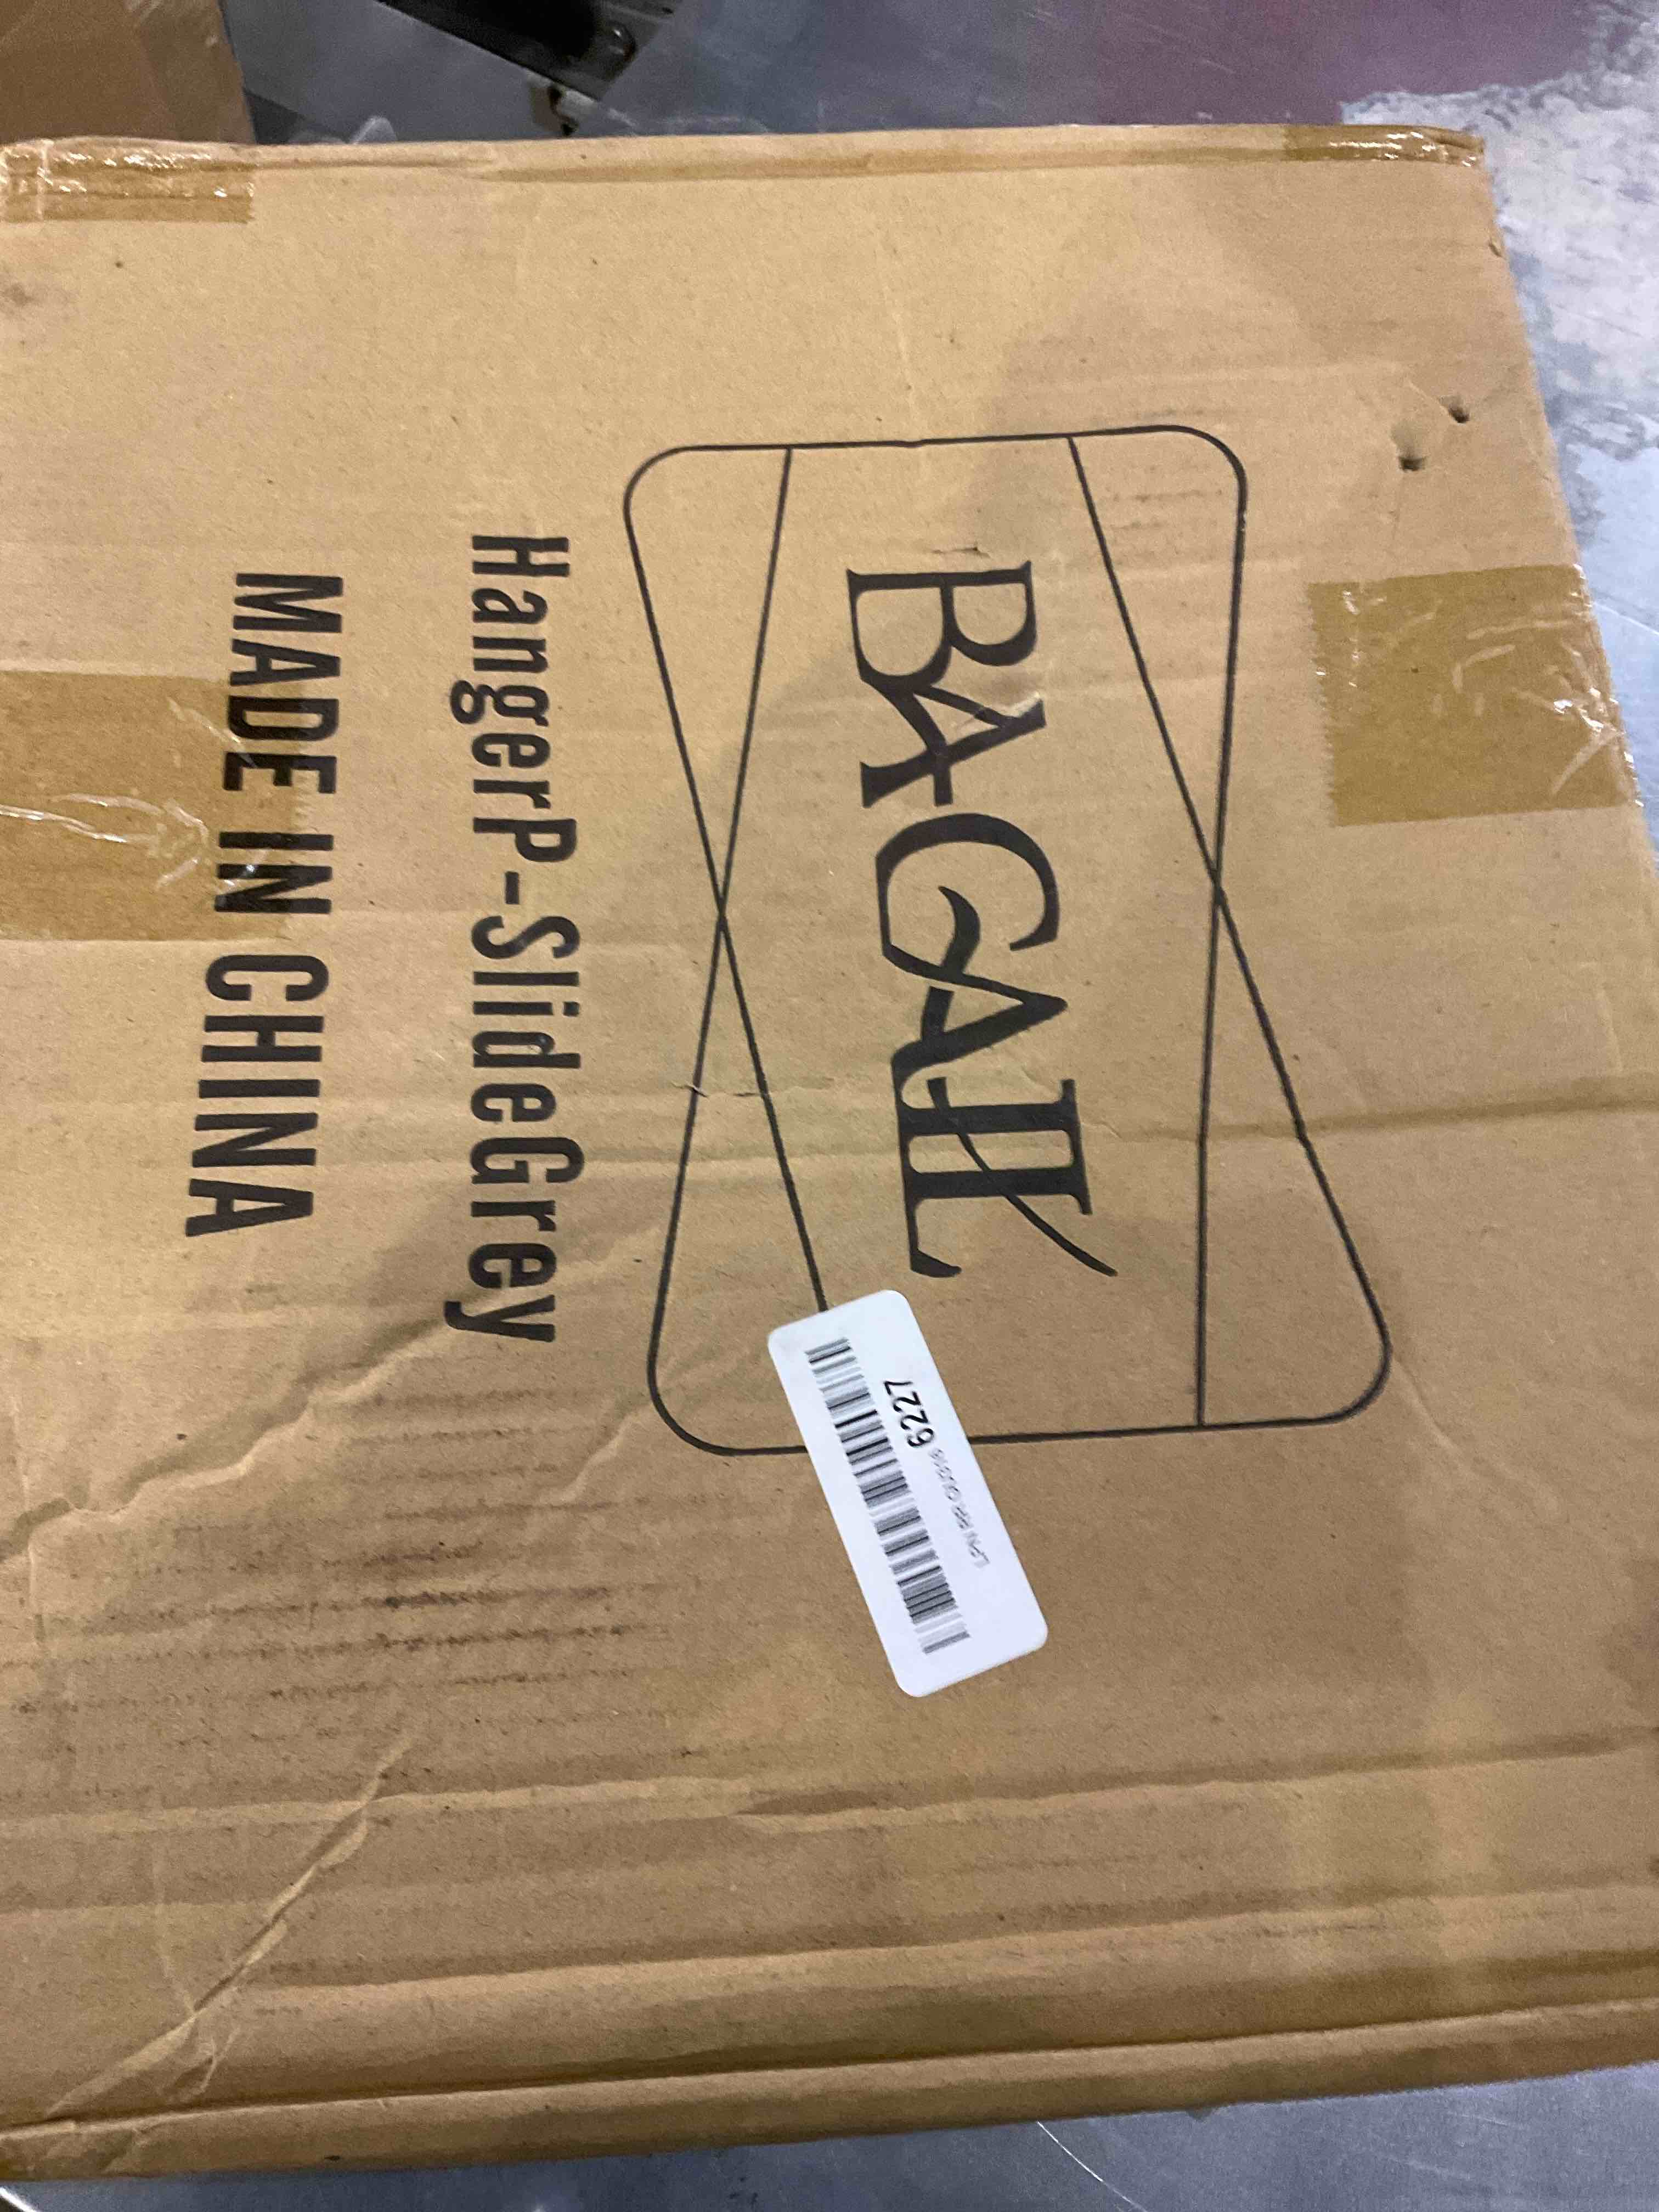 BAGAIL
HangerP-SlideGrey
MADE IN CHINA
6227